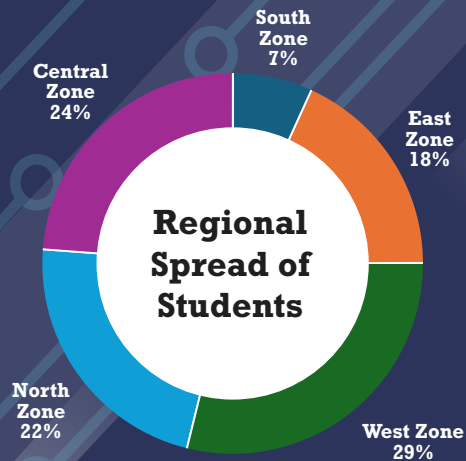 South
Zone
7%
Central
Zone
24%
East
Zone
18%
Regional
Spread of
Students
North
Zone
22%
West Zone
29%